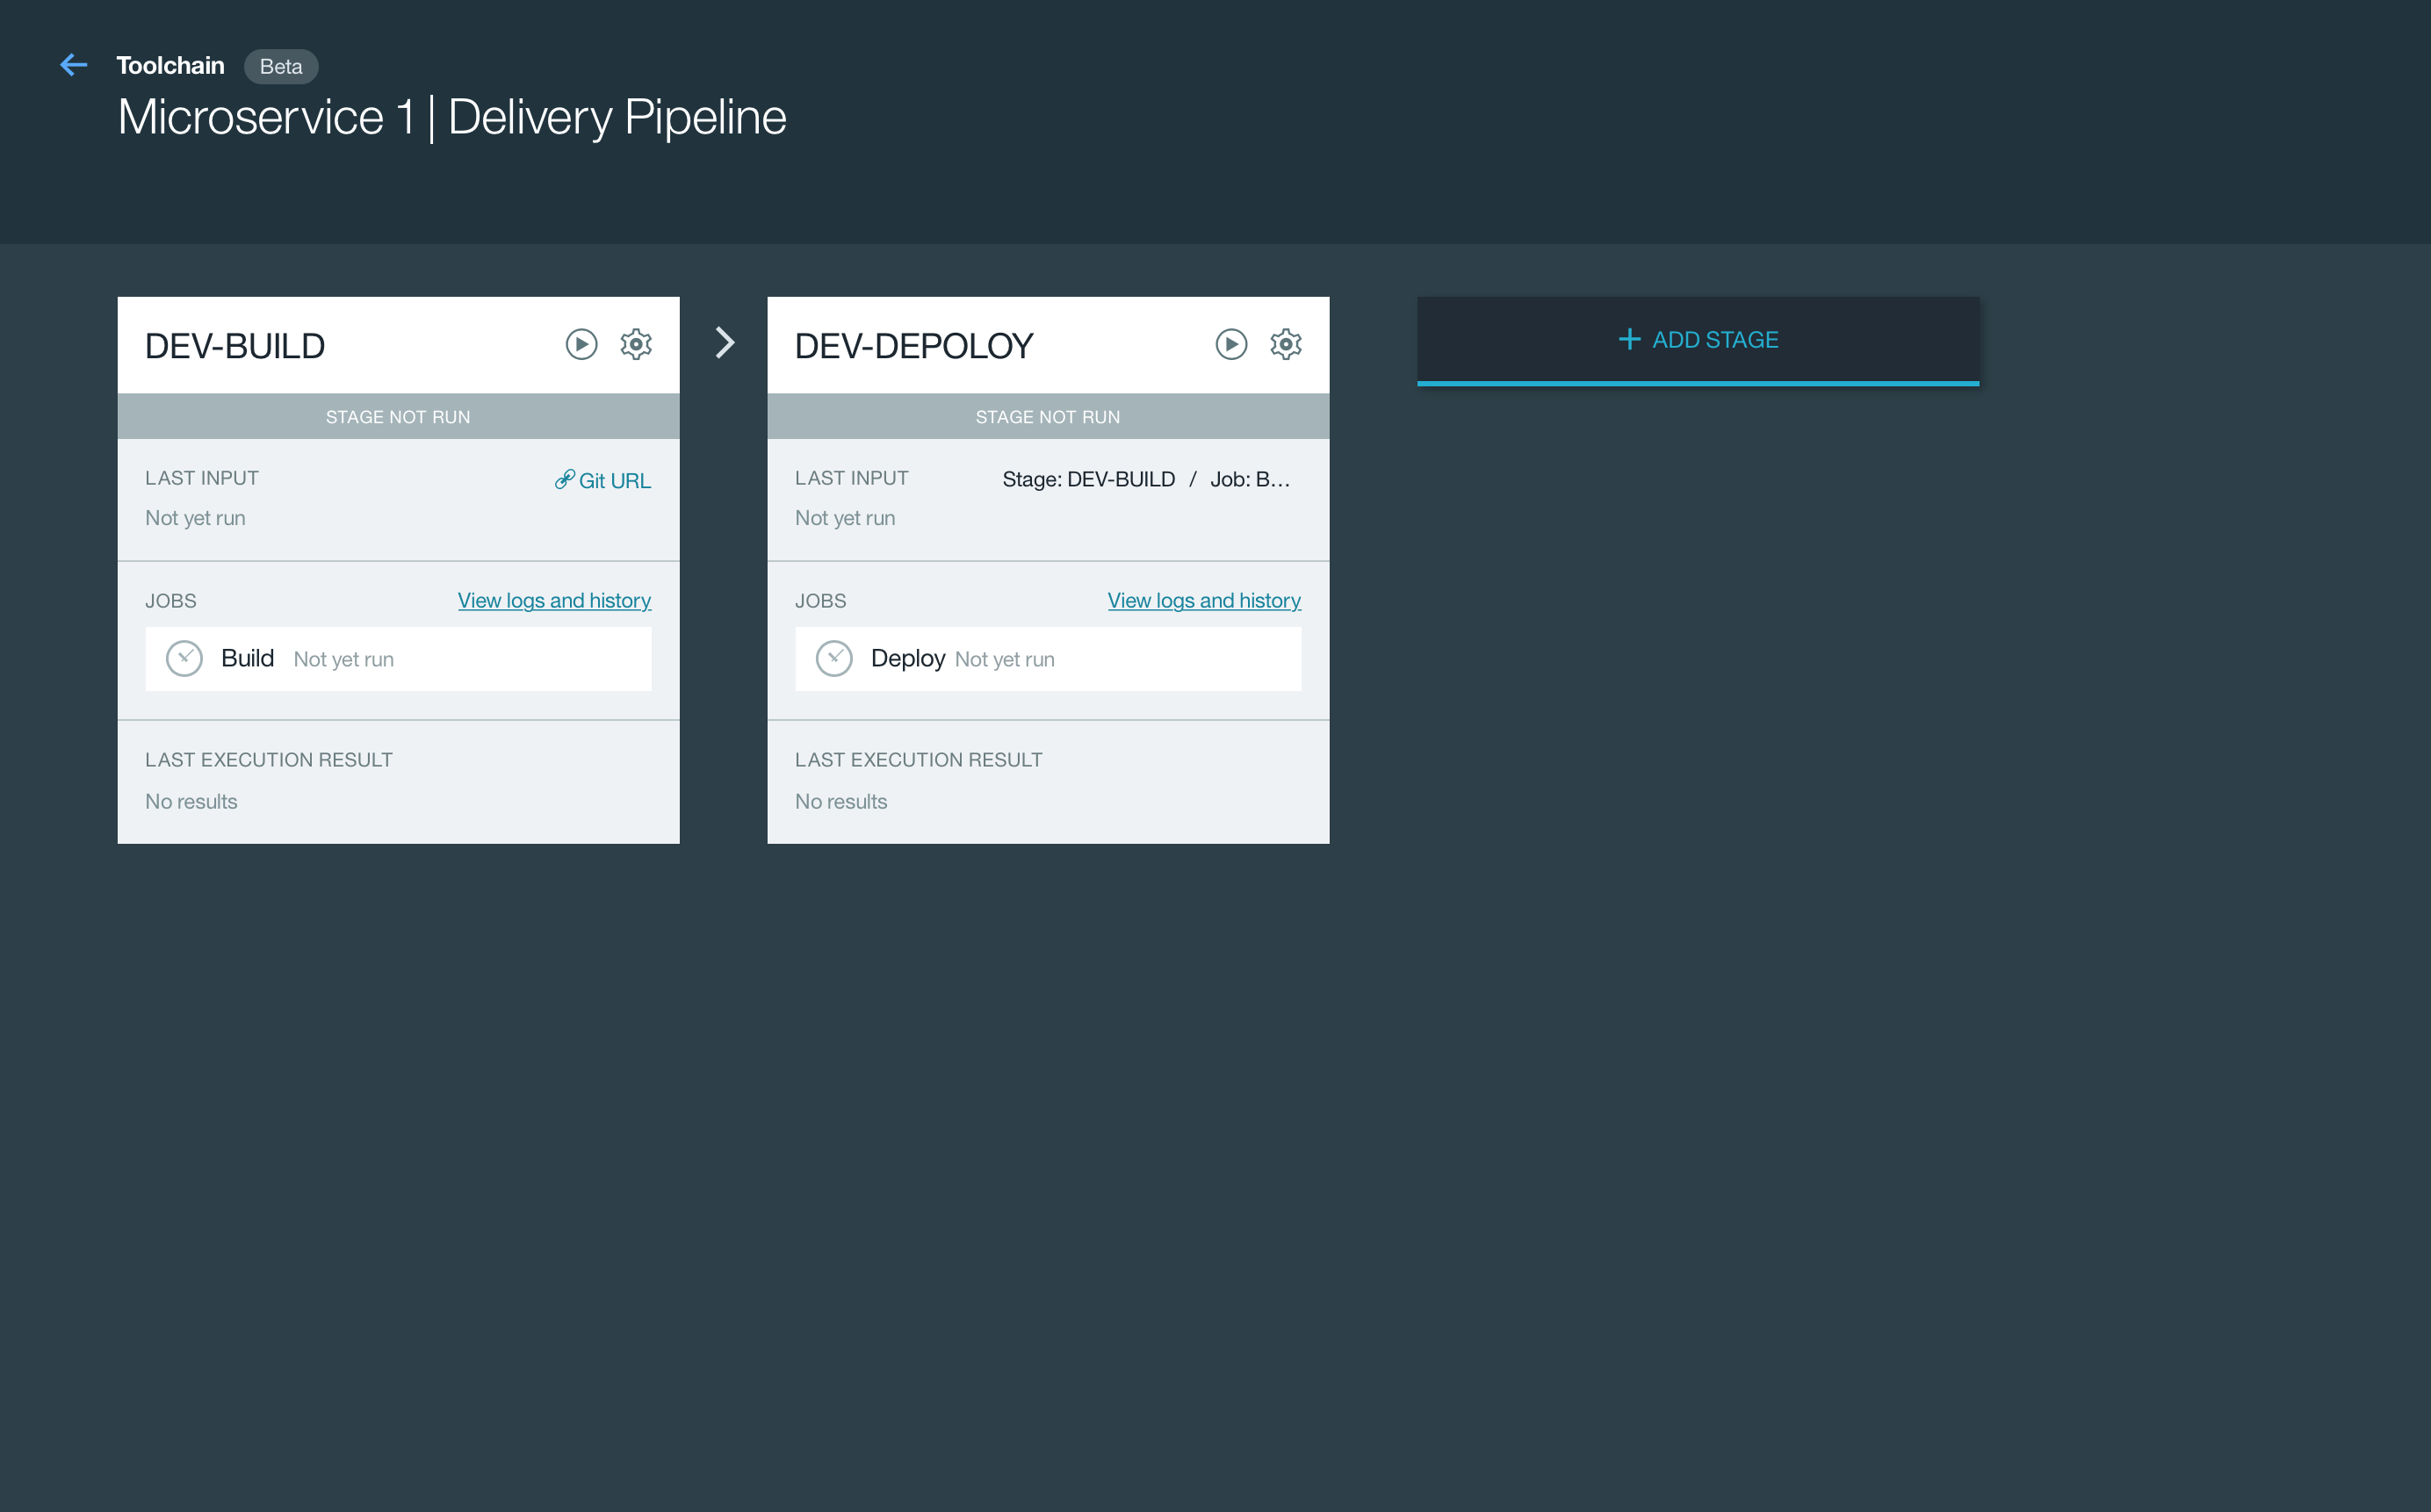 Toolchain Beta
Microservice 1 | Delivery Pipeline
DEV-BUILD
STAGE NOT RUN
LAST INPUT Git URL
Not yet run
JOBS View logs and history
Build Not yet run
LAST EXECUTION RESULT
No results
DEV-DEPOLOY
STAGE NOT RUN
LAST INPUT Stage: DEV-BUILD / Job: B...
Not yet run
JOBS View logs and history
Deploy Not yet run
LAST EXECUTION RESULT
No results
+ ADD STAGE